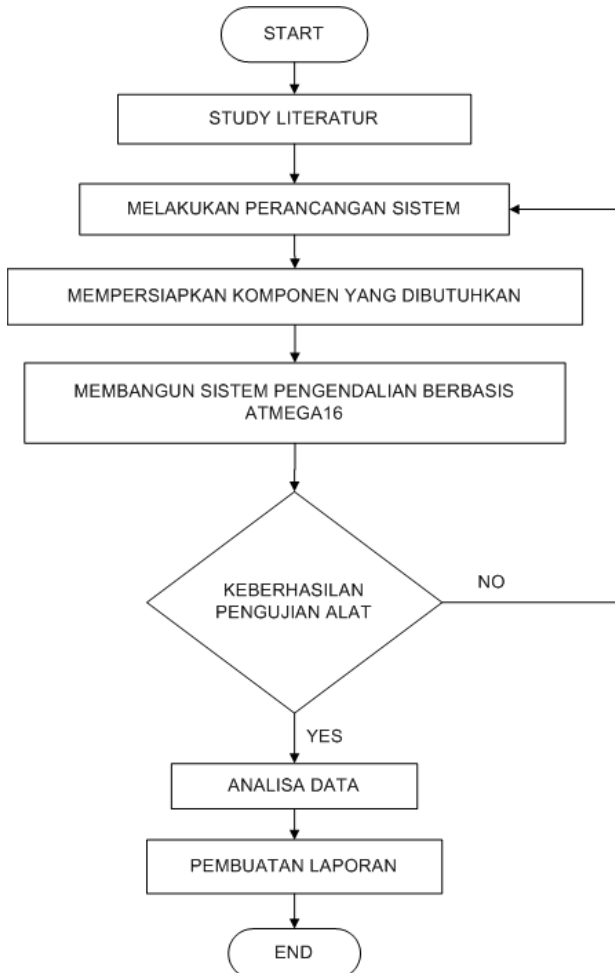 START
STUDY LITERATUR
MELAKUKAN PERANCANGAN SISTEM
MEMPERSIAPKAN KOMPONEN YANG DIBUTUHKAN
MEMBANGUN SISTEM PENGENDALIAN BERBASIS
ATMEGA16
KEBERHASILAN
PENGUJIAN ALAT
NO
YES
ANALISA DATA
PEMBUATAN LAPORAN
END